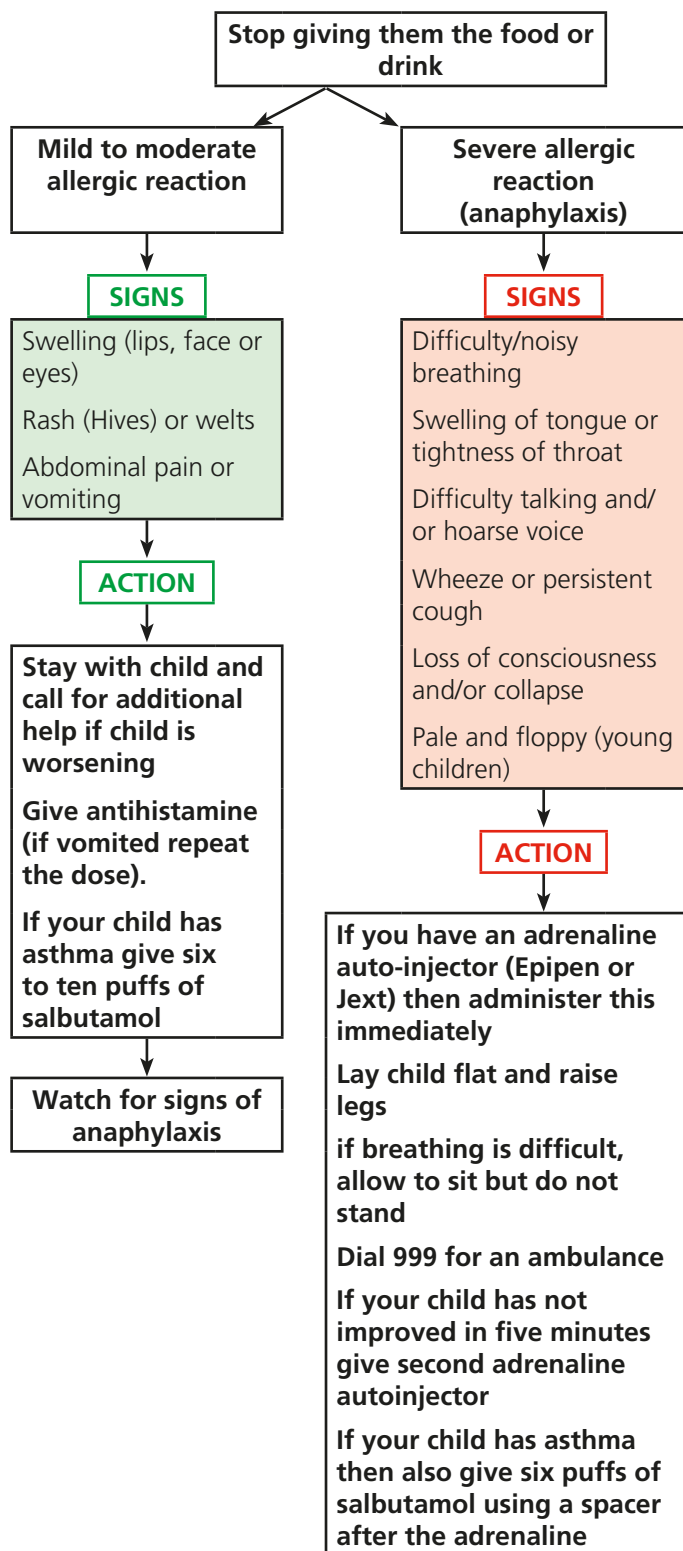 Stop giving them the food or
drink
Mild to moderate
allergic reaction
SIGNS
Swelling (lips, face or
eyes)
Rash (Hives) or welts
Abdominal pain or
vomiting
ACTION
Stay with child and
call for additional
help if child is
worsening
Give antihistamine
(if vomited repeat
the dose).
If your child has
asthma give six
to ten puffs of
salbutamol
Watch for signs of
anaphylaxis
Severe allergic
reaction
(anaphylaxis)
SIGNS
Difficulty/noisy
breathing
Swelling of tongue or
tightness of throat
Difficulty talking and/
or hoarse voice
Wheeze or persistent
cough
Loss of consciousness
and/or collapse
Pale and floppy (young
children)
ACTION
If you have an adrenaline
auto-injector (Epipen or
Jext) then administer this
immediately
Lay child flat and raise
legs
if breathing is difficult,
allow to sit but do not
stand
Dial 999 for an ambulance
If your child has not
improved in five minutes
give second adrenaline
autoinjector
If your child has asthma
then also give six puffs of
salbutamol using a spacer
after the adrenaline